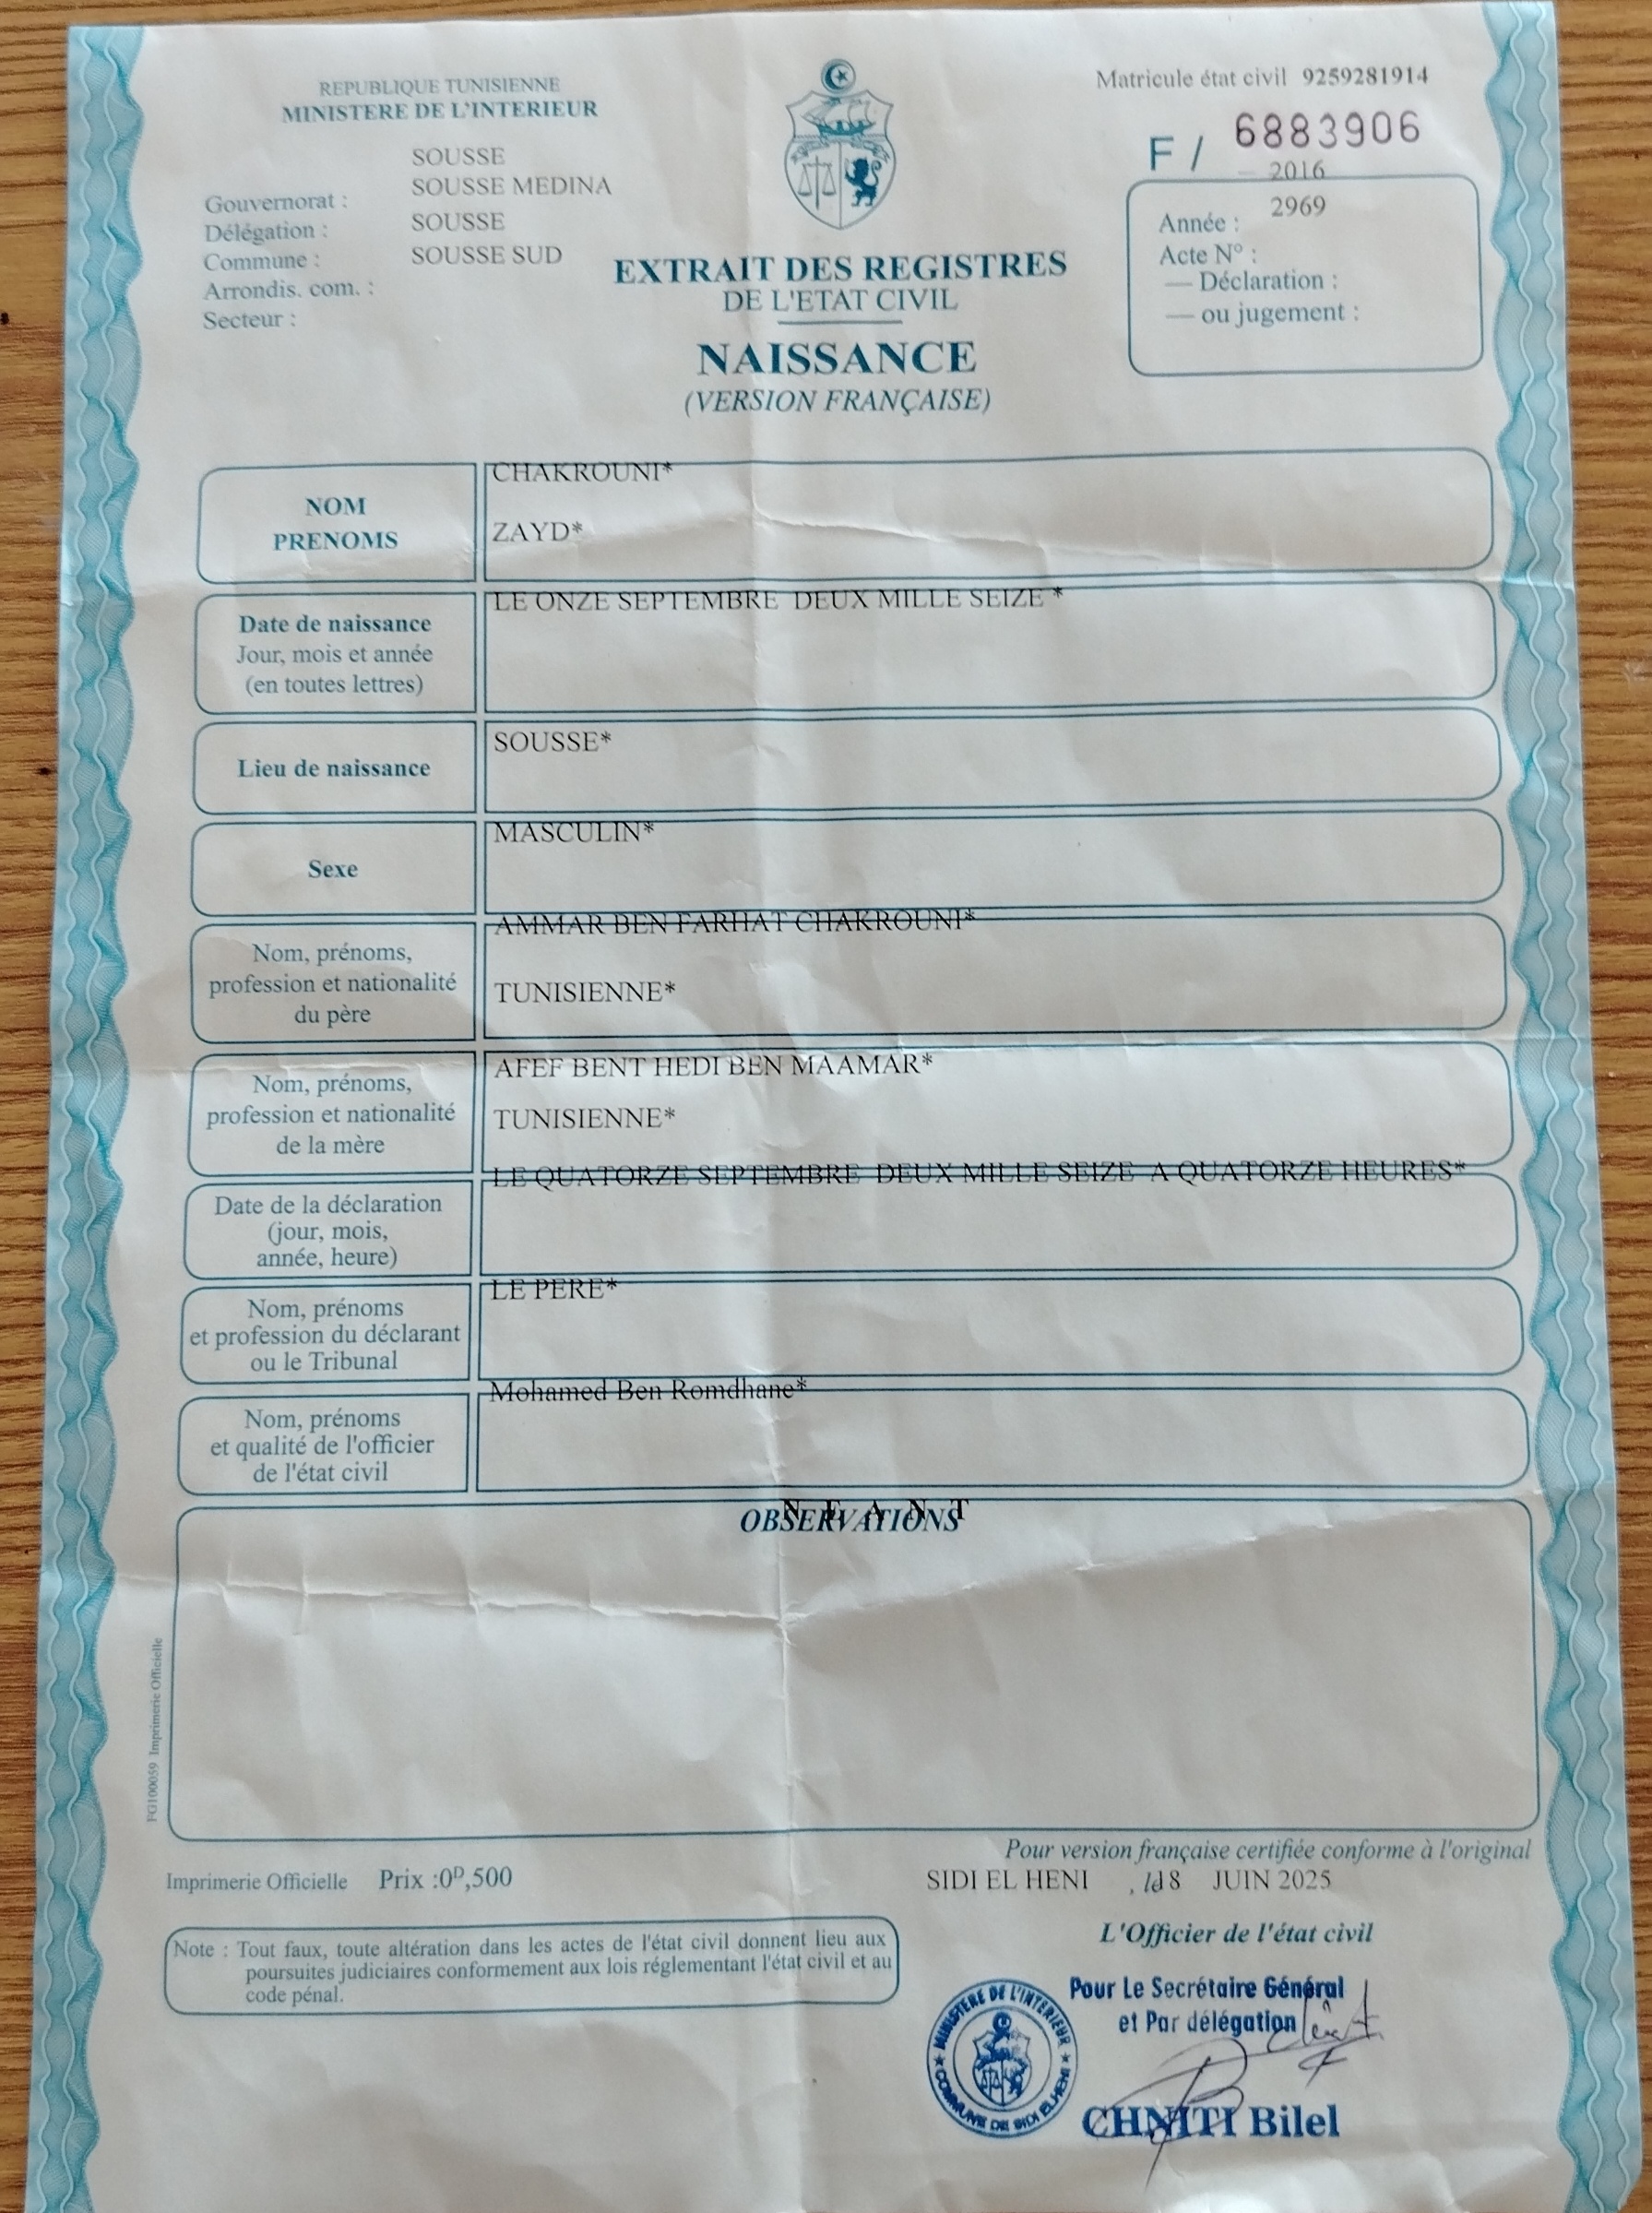 REPUBLIQUE TUNISIENNE
MINISTERE DE L'INTERIEUR
Matricule état civil 9259281914
F / 6883906
Gouvernorat : SOUSSE
Délégation : SOUSSE MEDINA
Commune : SOUSSE
Arrondis. com. : SOUSSE SUD
Secteur :
2016
Année : 2969
Acte N° :
— Déclaration :
— ou jugement :
EXTRAIT DES REGISTRES
DE L'ETAT CIVIL
NAISSANCE
(VERSION FRANÇAISE)
NOM
PRENOMS
CHAKROUNI*
ZAYD*
Date de naissance
Jour, mois et année
(en toutes lettres)
LE ONZE SEPTEMBRE DEUX MILLE SEIZE *
Lieu de naissance
SOUSSE*
Sexe
MASCULIN*
Nom, prénoms,
profession et nationalité
du père
AMMAR BEN FARHAT CHAKROUNI*
TUNISIENNE*
Nom, prénoms,
profession et nationalité
de la mère
AFEF BENT HEDI BEN MAAMAR*
TUNISIENNE*
Date de la déclaration
(jour, mois,
année, heure)
LE QUATORZE SEPTEMBRE DEUX MILLE SEIZE A QUATORZE HEURES*
Nom, prénoms
et profession du déclarant
ou le Tribunal
LE PERE*
Nom, prénoms
et qualité de l'officier
de l'état civil
Mohamed Ben Romdhane*
OBSERVATIONS
N E A N T
FG100059 Imprimerie Officielle
Pour version française certifiée conforme à l'original
Imprimerie Officielle Prix :0ᴰ,500
SIDI EL HENI , le 18 JUIN 2025
L'Officier de l'état civil
Note : Tout faux, toute altération dans les actes de l'état civil donnent lieu aux
poursuites judiciaires conformement aux lois réglementant l'état civil et au
code pénal.
Pour Le Secrétaire Général
et Par délégation
MINISTERE DE L'INTERIEUR
COMMUNE DE SIDI ELHENI
CHNITI Bilel